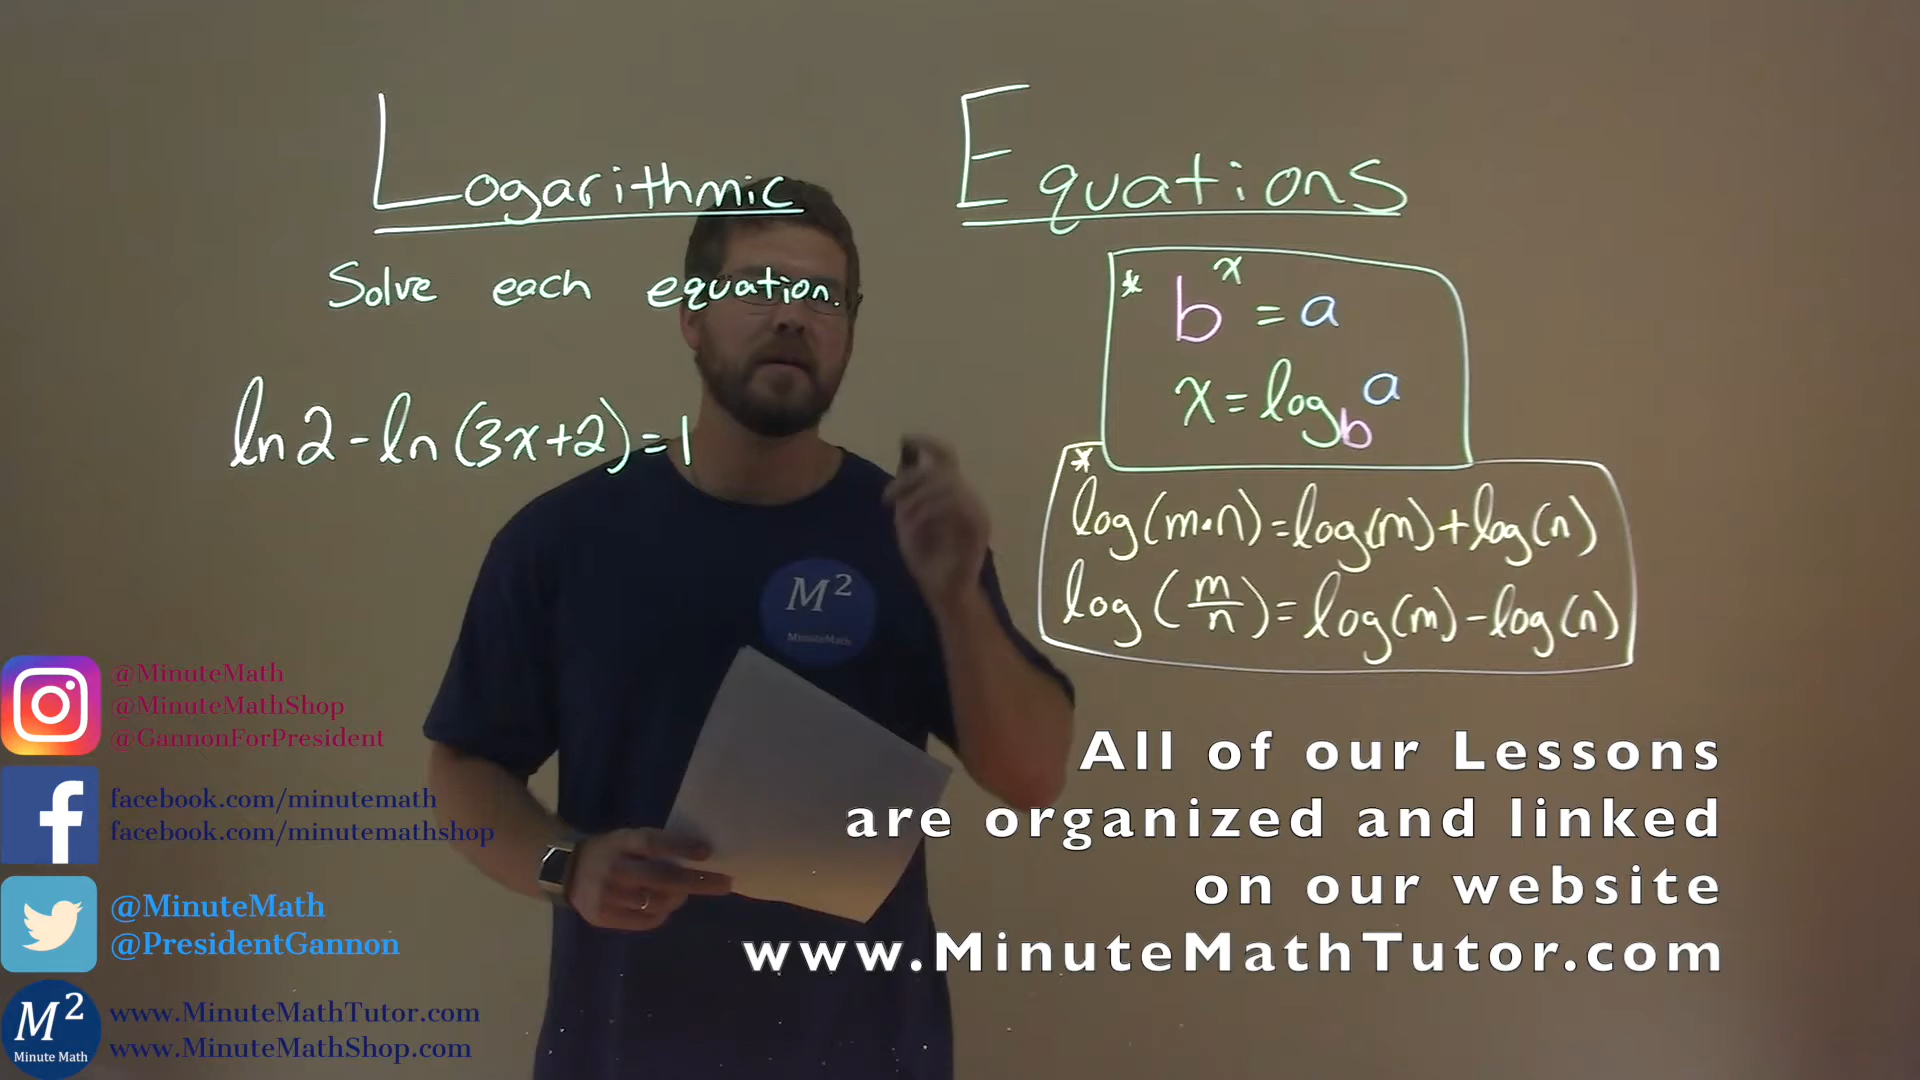 Logarithmic Equations
Solve each equation.
ln2-ln(3x+2)=1
* bˣ = a
x = log_b a
* log(m·n)=log(m)+log(n)
log(m/n)=log(m)-log(n)
M²
MinuteMath
@MinuteMath
@MinuteMathShop
@GannonForPresident
facebook.com/minutemath
facebook.com/minutemathshop
@MinuteMath
@PresidentGannon
M²
Minute Math
www.MinuteMathTutor.com
www.MinuteMathShop.com
All of our Lessons
are organized and linked
on our website
www.MinuteMathTutor.com